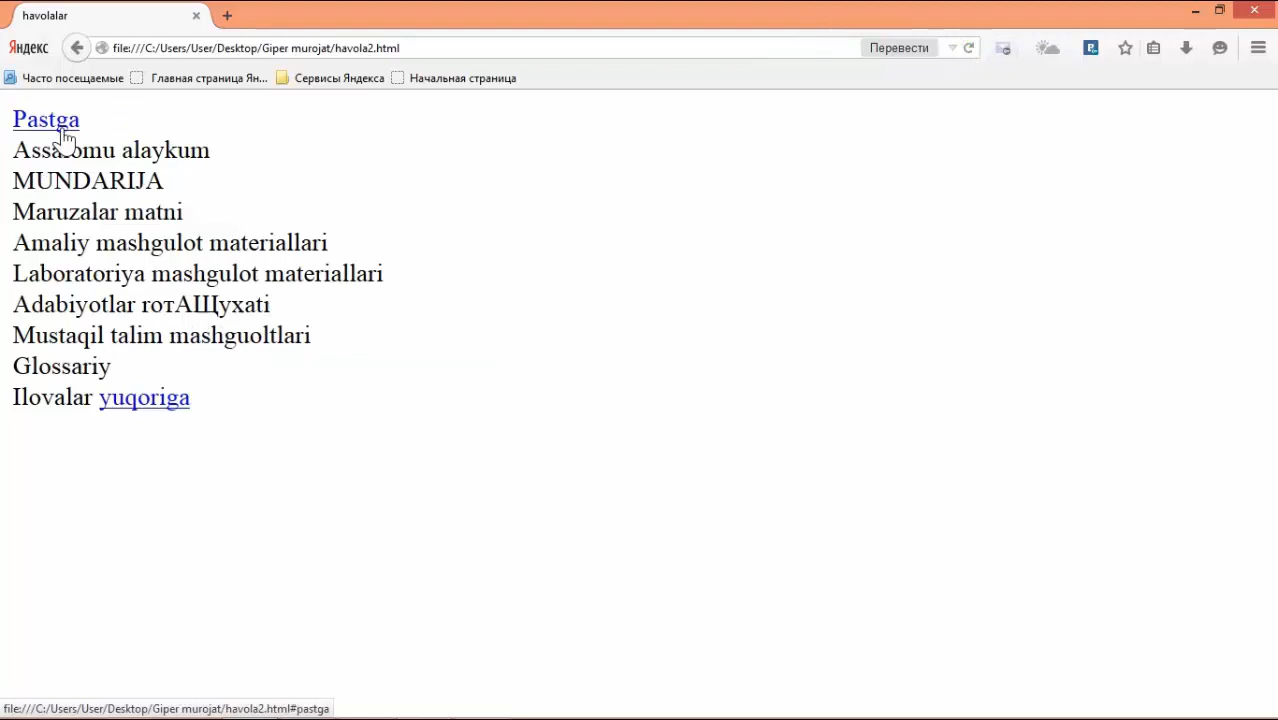 havolalar
Яндекс
file:///C:/Users/User/Desktop/Giper murojat/havola2.html
Перевести
Часто посещаемые
Главная страница Ян...
Сервисы Яндекса
Начальная страница
Pastga
Assalomu alaykum
MUNDARIJA
Maruzalar matni
Amaliy mashgulot materiallari
Laboratoriya mashgulot materiallari
Adabiyotlar rотАЩухati
Mustaqil talim mashguoltlari
Glossariy
Ilovalar yuqoriga
file:///C:/Users/User/Desktop/Giper murojat/havola2.html#pastga